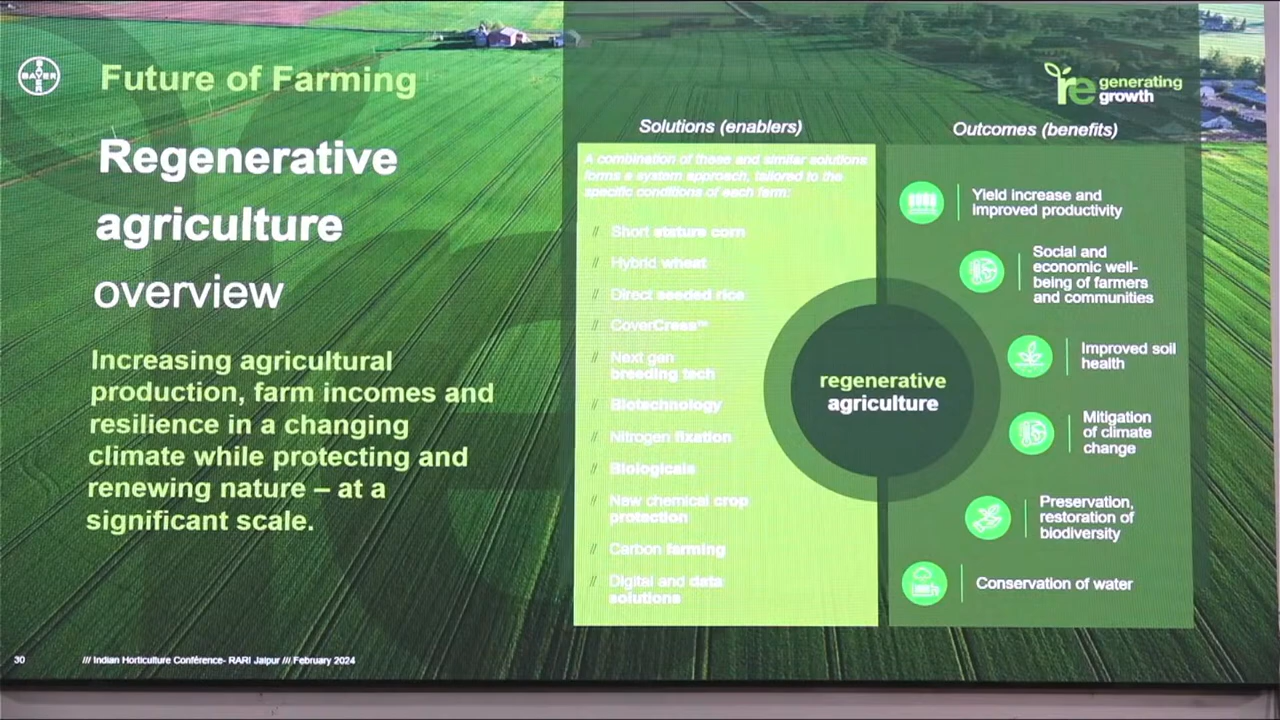 BAYER
BAYER
Future of Farming
Regenerative
agriculture
overview
Increasing agricultural
production, farm incomes and
resilience in a changing
climate while protecting and
renewing nature – at a
significant scale.
Solutions (enablers)
A combination of these and similar solutions
forms a system approach, tailored to the
specific conditions of each farm:
// Short stature corn
// Hybrid wheat
// Direct seeded rice
// CoverCress™
// Next gen
breeding tech
// Biotechnology
// Nitrogen fixation
// Biologicals
// New chemical crop
protection
// Carbon farming
// Digital and data
solutions
regenerative
agriculture
re generating
growth
Outcomes (benefits)
Yield increase and
improved productivity
Social and
economic well-
being of farmers
and communities
Improved soil
health
Mitigation
of climate
change
Preservation,
restoration of
biodiversity
Conservation of water
30 /// Indian Horticulture Conférence- RARI Jaipur /// February 2024